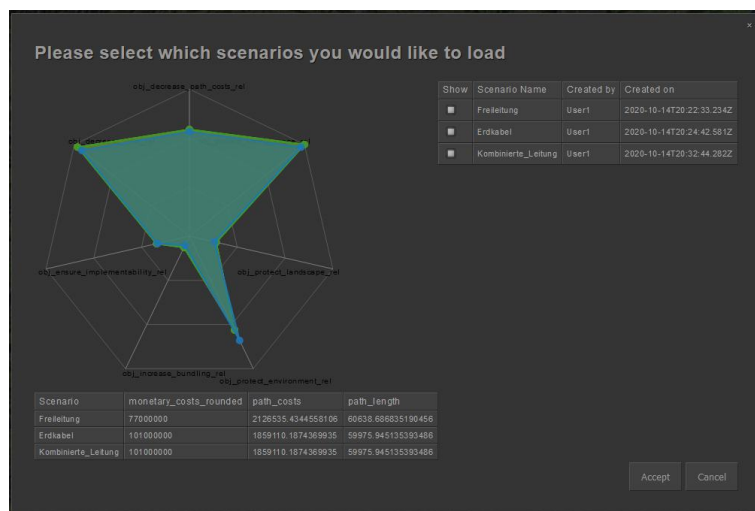 ×
Please select which scenarios you would like to load
obj_decrease_path_costs_rel
obj_ensure_implementability_rel
obj_protect_landscape_rel
obj_increase_bundling_rel
obj_protect_environment_rel
Show Scenario Name Created by Created on
Freileitung User1 2020-10-14T20:22:33.234Z
Erdkabel User1 2020-10-14T20:24:42.581Z
Kombinierte_Leitung User1 2020-10-14T20:32:44.282Z
Scenario monetary_costs_rounded path_costs path_length
Freileitung 77000000 2126535.4344558106 60638.686835190456
Erdkabel 101000000 1859110.1874369935 59975.945135393486
Kombinierte_Leitung 101000000 1859110.1874369935 59975.945135393486
Accept Cancel